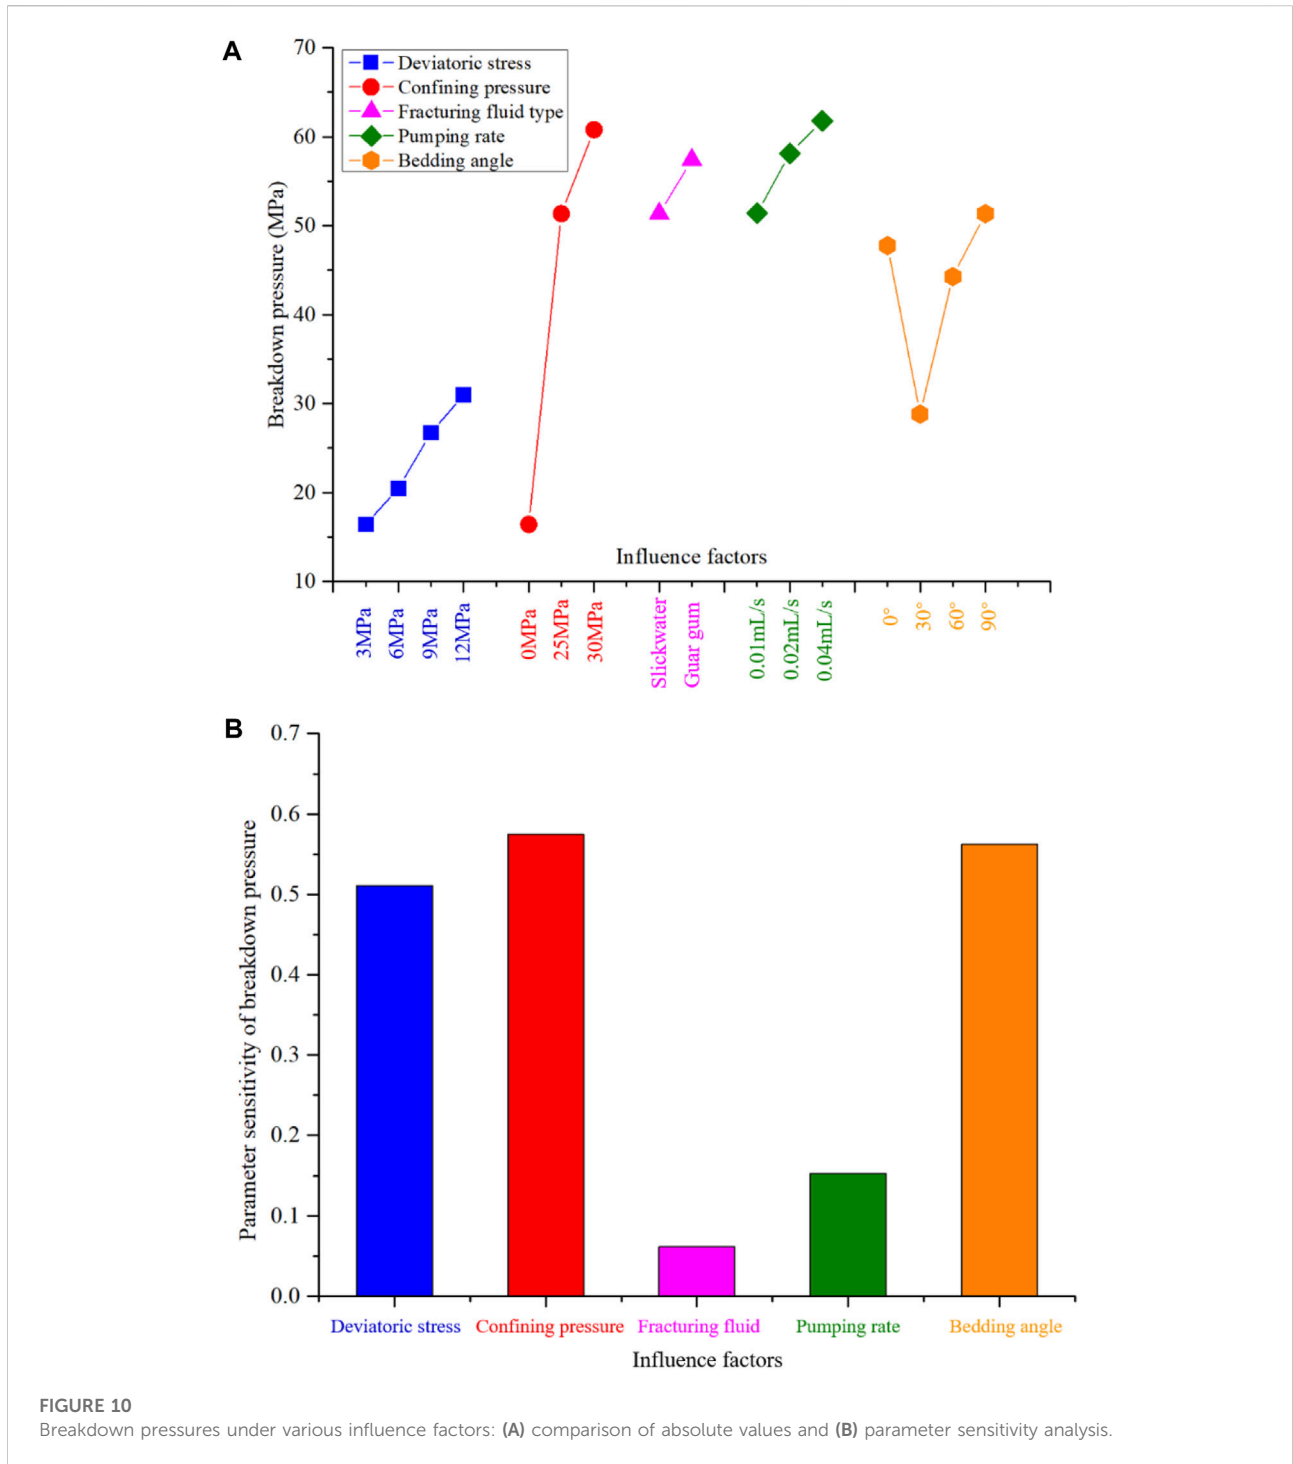 A
70
60
50
40
30
20
10
Breakdown pressure (MPa)
Deviatoric stress
Confining pressure
Fracturing fluid type
Pumping rate
Bedding angle
Influence factors
3MPa
6MPa
9MPa
12MPa
0MPa
25MPa
30MPa
Slickwater
Guar gum
0.01mL/s
0.02mL/s
0.04mL/s
0°
30°
60°
90°
B
0.7
0.6
0.5
0.4
0.3
0.2
0.1
0.0
Parameter sensitivity of breakdown pressure
Deviatoric stress
Confining pressure
Fracturing fluid
Pumping rate
Bedding angle
Influence factors
FIGURE 10
Breakdown pressures under various influence factors: (A) comparison of absolute values and (B) parameter sensitivity analysis.